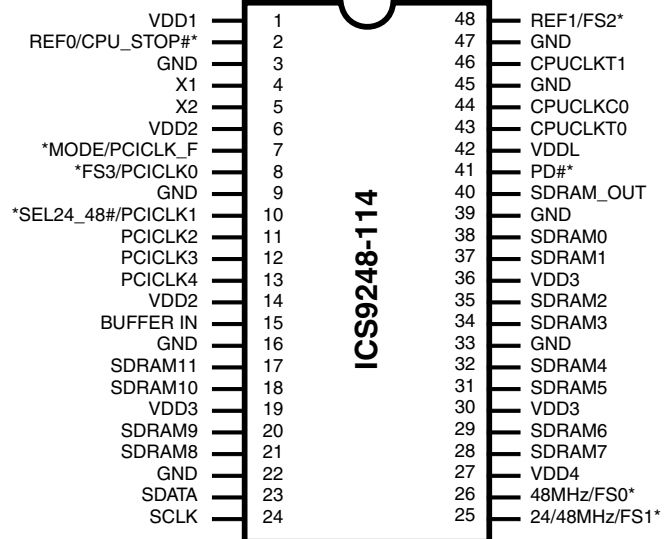 VDD1 1 48 REF1/FS2*
REF0/CPU_STOP#* 2 47 GND
GND 3 46 CPUCLKT1
X1 4 45 GND
X2 5 44 CPUCLKC0
VDD2 6 43 CPUCLKT0
*MODE/PCICLK_F 7 42 VDDL
*FS3/PCICLK0 8 41 PD#*
GND 9 40 SDRAM_OUT
*SEL24_48#/PCICLK1 10 39 GND
PCICLK2 11 38 SDRAM0
PCICLK3 12 37 SDRAM1
PCICLK4 13 36 VDD3
VDD2 14 35 SDRAM2
BUFFER IN 15 34 SDRAM3
GND 16 33 GND
SDRAM11 17 32 SDRAM4
SDRAM10 18 31 SDRAM5
VDD3 19 30 VDD3
SDRAM9 20 29 SDRAM6
SDRAM8 21 28 SDRAM7
GND 22 27 VDD4
SDATA 23 26 48MHz/FS0*
SCLK 24 25 24/48MHz/FS1*
ICS9248-114